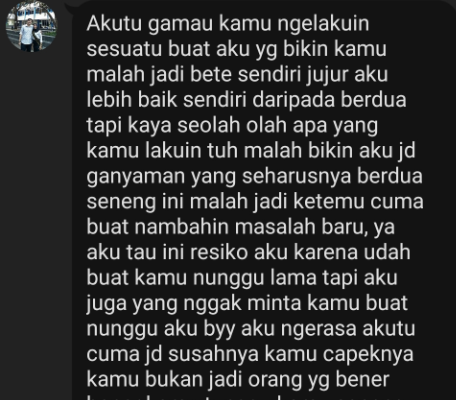 Akutu gamau kamu ngelakuin
sesuatu buat aku yg bikin kamu
malah jadi bete sendiri jujur aku
lebih baik sendiri daripada berdua
tapi kaya seolah olah apa yang
kamu lakuin tuh malah bikin aku jd
ganyaman yang seharusnya berdua
seneng ini malah jadi ketemu cuma
buat nambahin masalah baru, ya
aku tau ini resiko aku karena udah
buat kamu nunggu lama tapi aku
juga yang nggak minta kamu buat
nunggu aku byy aku ngerasa akutu
cuma jd susahnya kamu capeknya
kamu bukan jadi orang yg bener